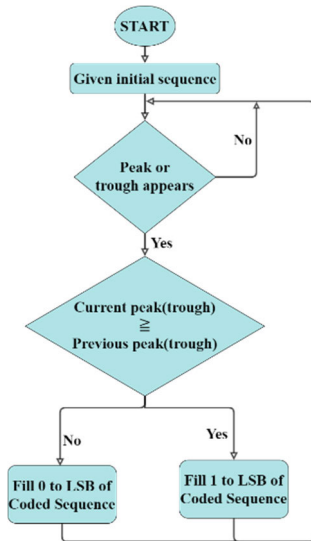 START
Given initial sequence
No
Peak or
trough appears
Yes
Current peak(trough)
≧
Previous peak(trough)
No
Yes
Fill 0 to LSB of
Coded Sequence
Fill 1 to LSB of
Coded Sequence